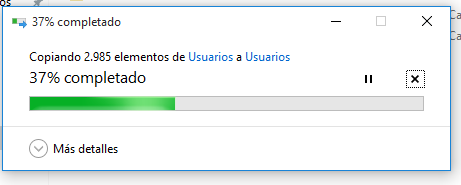 37% completado
Copiando 2.985 elementos de Usuarios a Usuarios
37% completado
Más detalles